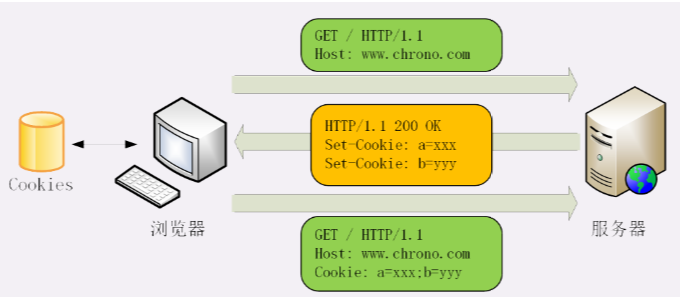 GET / HTTP/1.1
Host: www.chrono.com
HTTP/1.1 200 OK
Set-Cookie: a=xxx
Set-Cookie: b=yyy
Cookies
浏览器
服务器
GET / HTTP/1.1
Host: www.chrono.com
Cookie: a=xxx;b=yyy